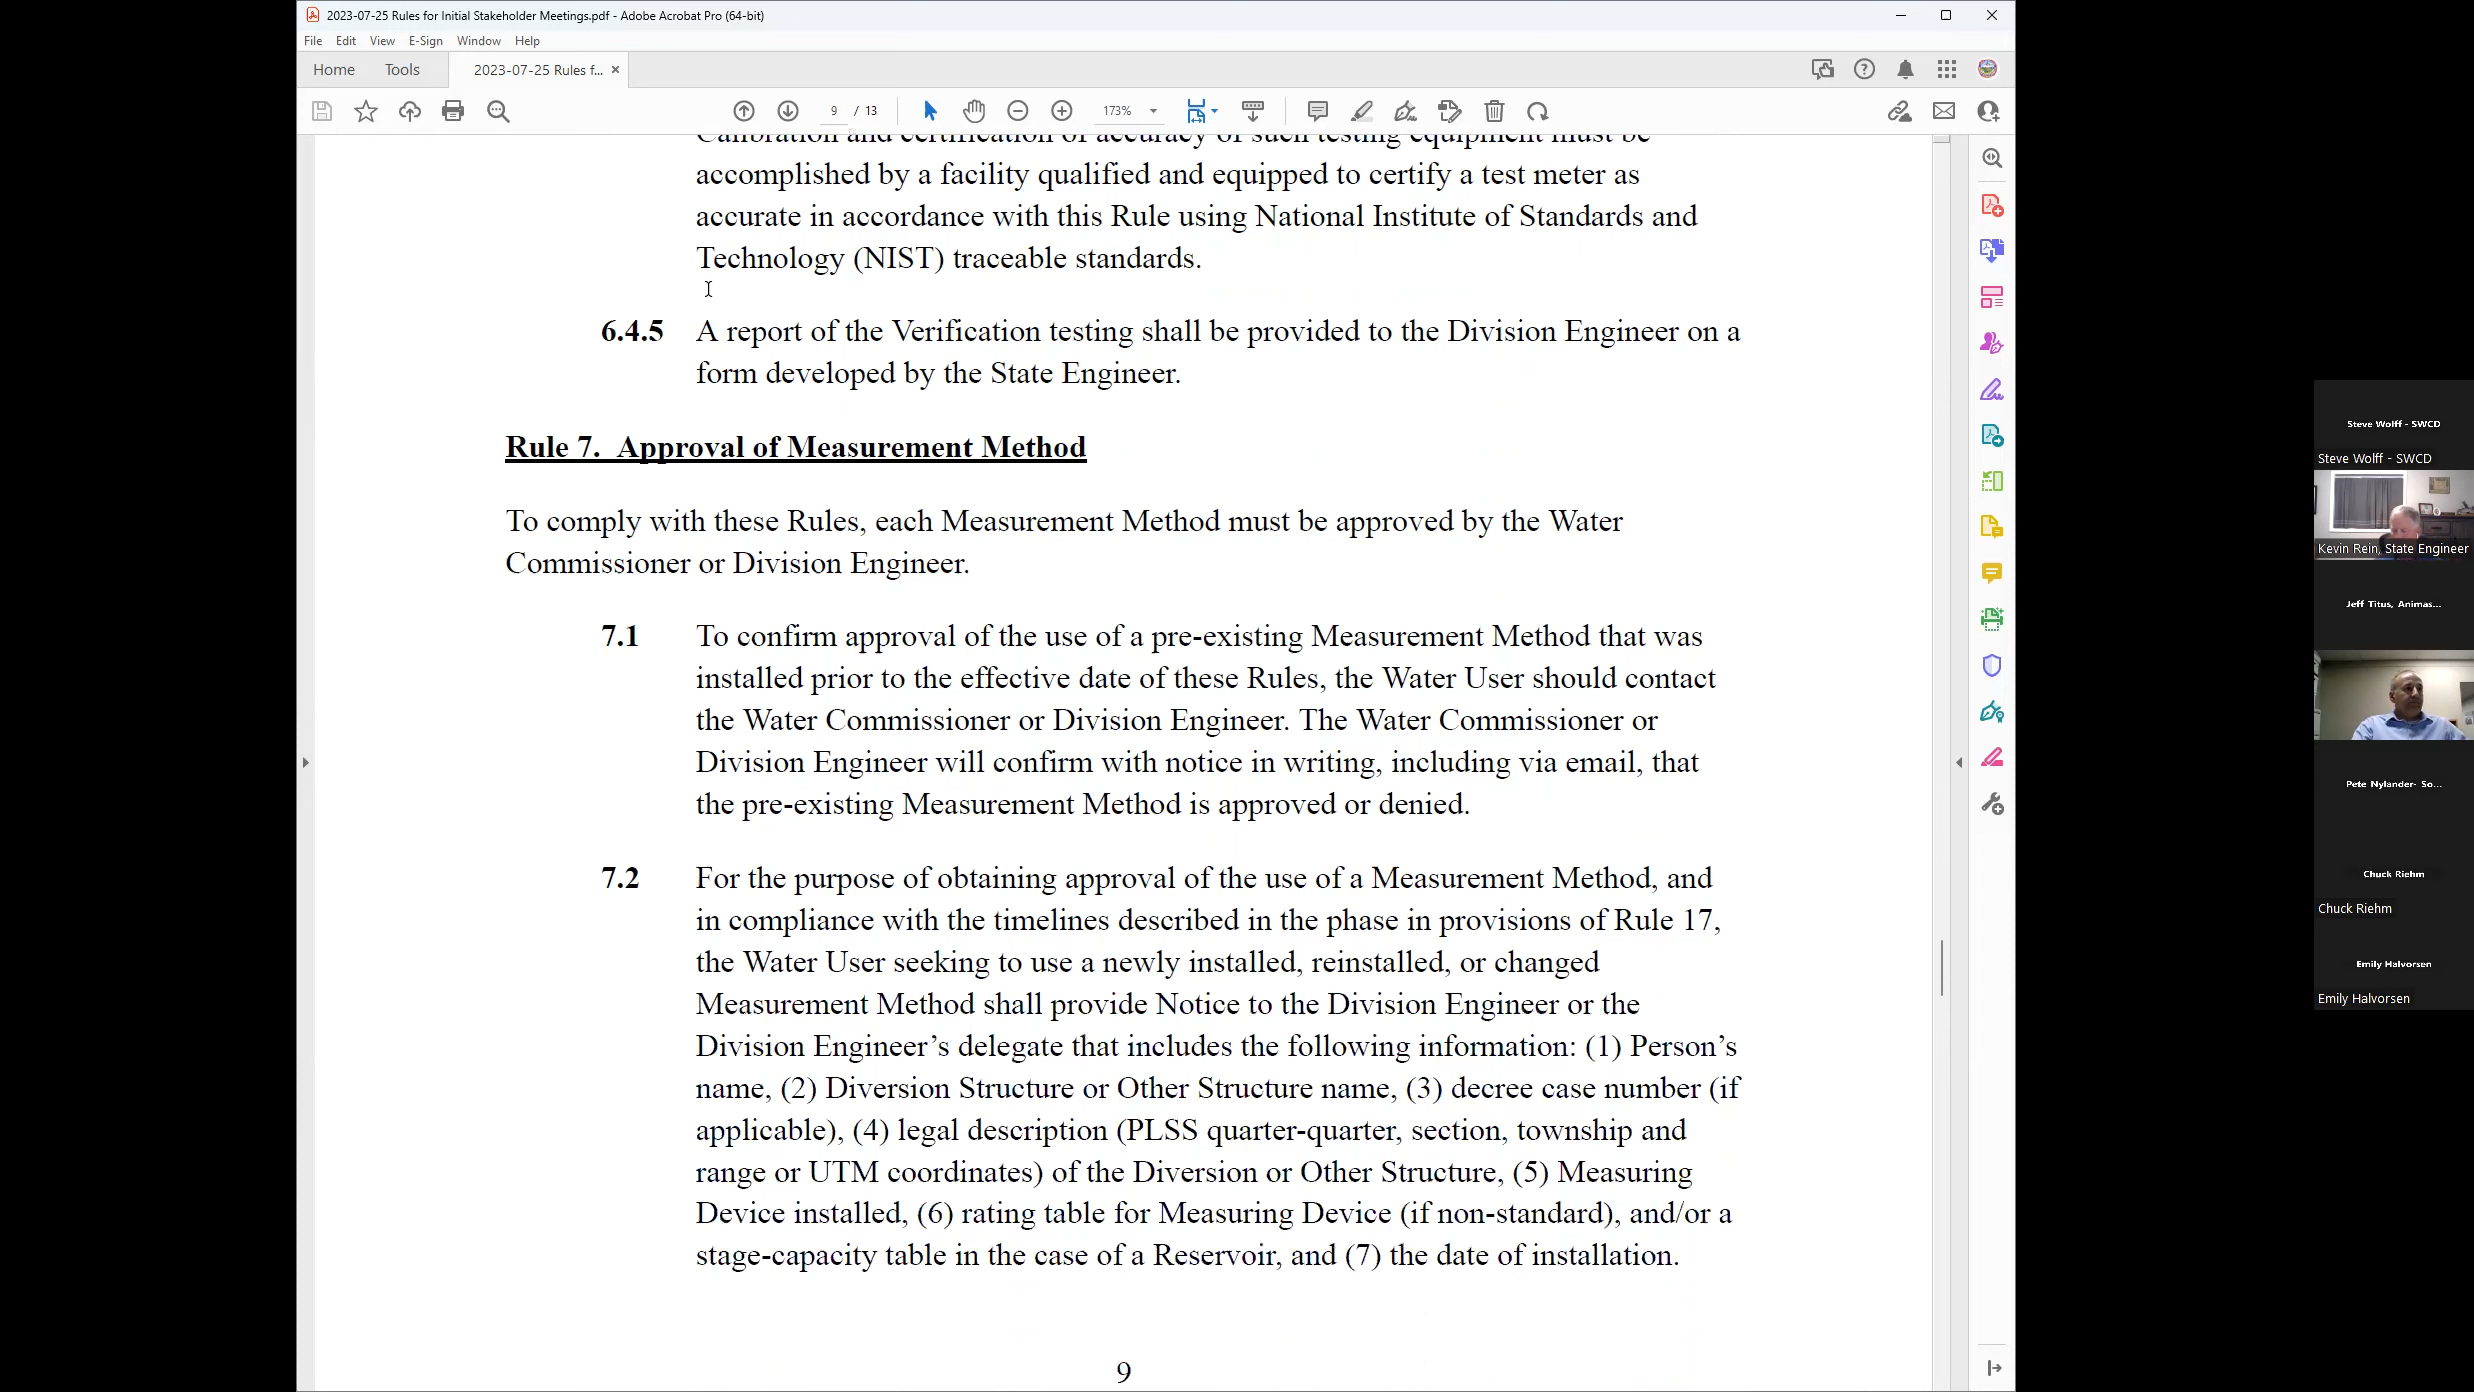 2023-07-25 Rules for Initial Stakeholder Meetings.pdf - Adobe Acrobat Pro (64-bit)
File Edit View E-Sign Window Help
Home Tools 2023-07-25 Rules f... ×
9 / 13 173%
Calibration and certification of accuracy of such testing equipment must be
accomplished by a facility qualified and equipped to certify a test meter as
accurate in accordance with this Rule using National Institute of Standards and
Technology (NIST) traceable standards.
6.4.5 A report of the Verification testing shall be provided to the Division Engineer on a
form developed by the State Engineer.
Rule 7. Approval of Measurement Method
To comply with these Rules, each Measurement Method must be approved by the Water
Commissioner or Division Engineer.
7.1 To confirm approval of the use of a pre-existing Measurement Method that was
installed prior to the effective date of these Rules, the Water User should contact
the Water Commissioner or Division Engineer. The Water Commissioner or
Division Engineer will confirm with notice in writing, including via email, that
the pre-existing Measurement Method is approved or denied.
7.2 For the purpose of obtaining approval of the use of a Measurement Method, and
in compliance with the timelines described in the phase in provisions of Rule 17,
the Water User seeking to use a newly installed, reinstalled, or changed
Measurement Method shall provide Notice to the Division Engineer or the
Division Engineer’s delegate that includes the following information: (1) Person’s
name, (2) Diversion Structure or Other Structure name, (3) decree case number (if
applicable), (4) legal description (PLSS quarter-quarter, section, township and
range or UTM coordinates) of the Diversion or Other Structure, (5) Measuring
Device installed, (6) rating table for Measuring Device (if non-standard), and/or a
stage-capacity table in the case of a Reservoir, and (7) the date of installation.
9
Steve Wolff - SWCD
Steve Wolff - SWCD
Kevin Rein, State Engineer
Jeff Titus, Animas...
Pete Nylander- So...
Chuck Riehm
Chuck Riehm
Emily Halvorsen
Emily Halvorsen